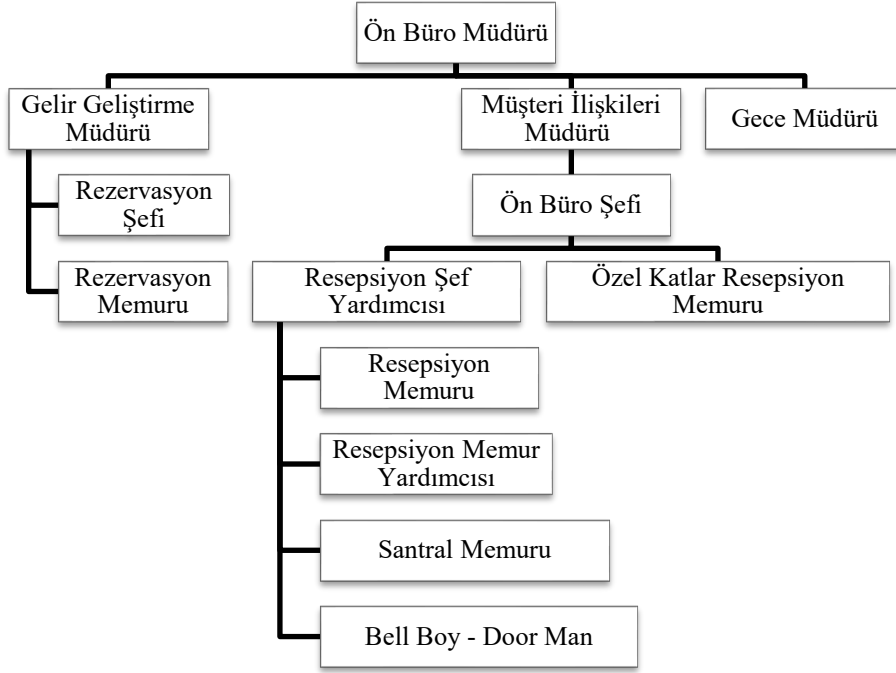 Ön Büro Müdürü
Gelir Geliştirme
Müdürü
Müşteri İlişkileri
Müdürü
Gece Müdürü
Rezervasyon
Şefi
Ön Büro Şefi
Rezervasyon
Memuru
Resepsiyon Şef
Yardımcısı
Özel Katlar Resepsiyon
Memuru
Resepsiyon
Memuru
Resepsiyon Memur
Yardımcısı
Santral Memuru
Bell Boy - Door Man